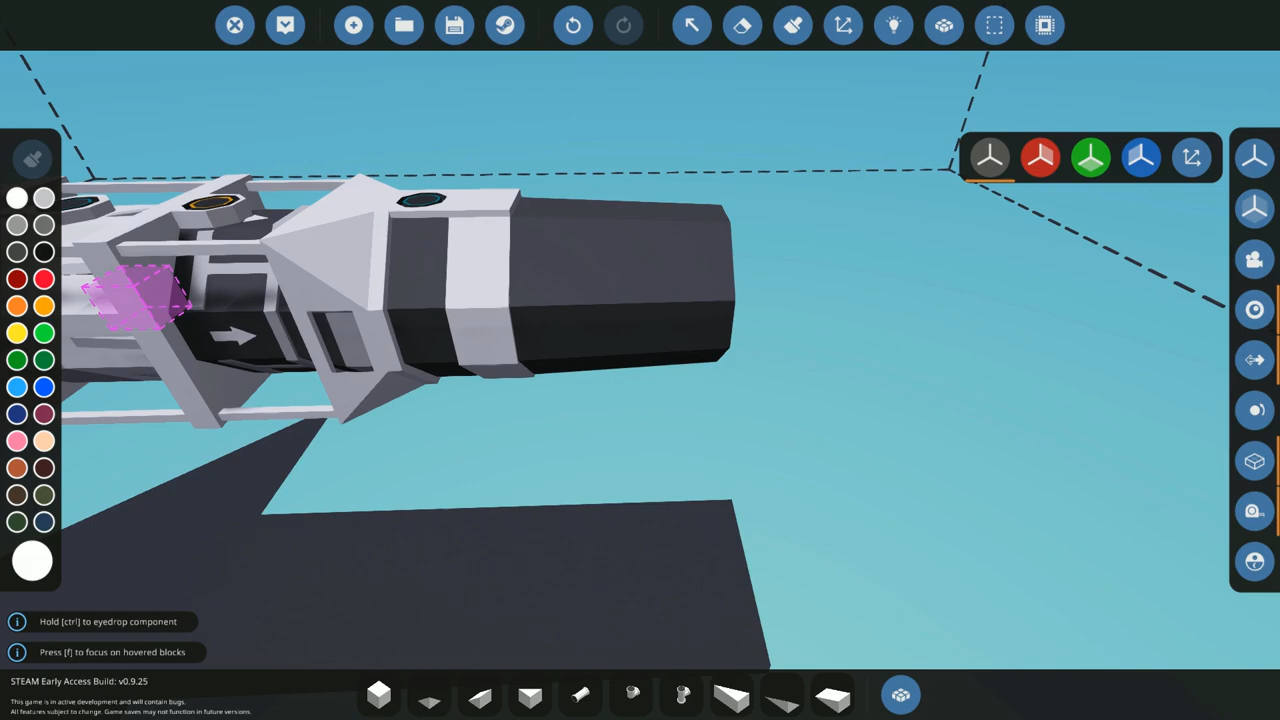 Hold [ctrl] to eyedrop component
Press [f] to focus on hovered blocks
STEAM Early Access Build: v0.9.25
This game is in active development and will contain bugs.
All features subject to change. Game saves may not function in future versions.